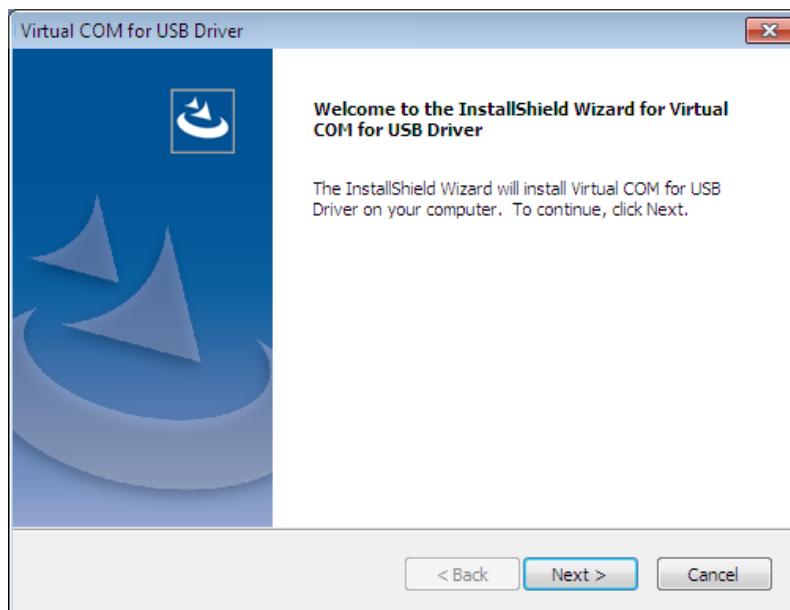 Virtual COM for USB Driver
Welcome to the InstallShield Wizard for Virtual
COM for USB Driver
The InstallShield Wizard will install Virtual COM for USB
Driver on your computer.  To continue, click Next.
< Back
Next >
Cancel